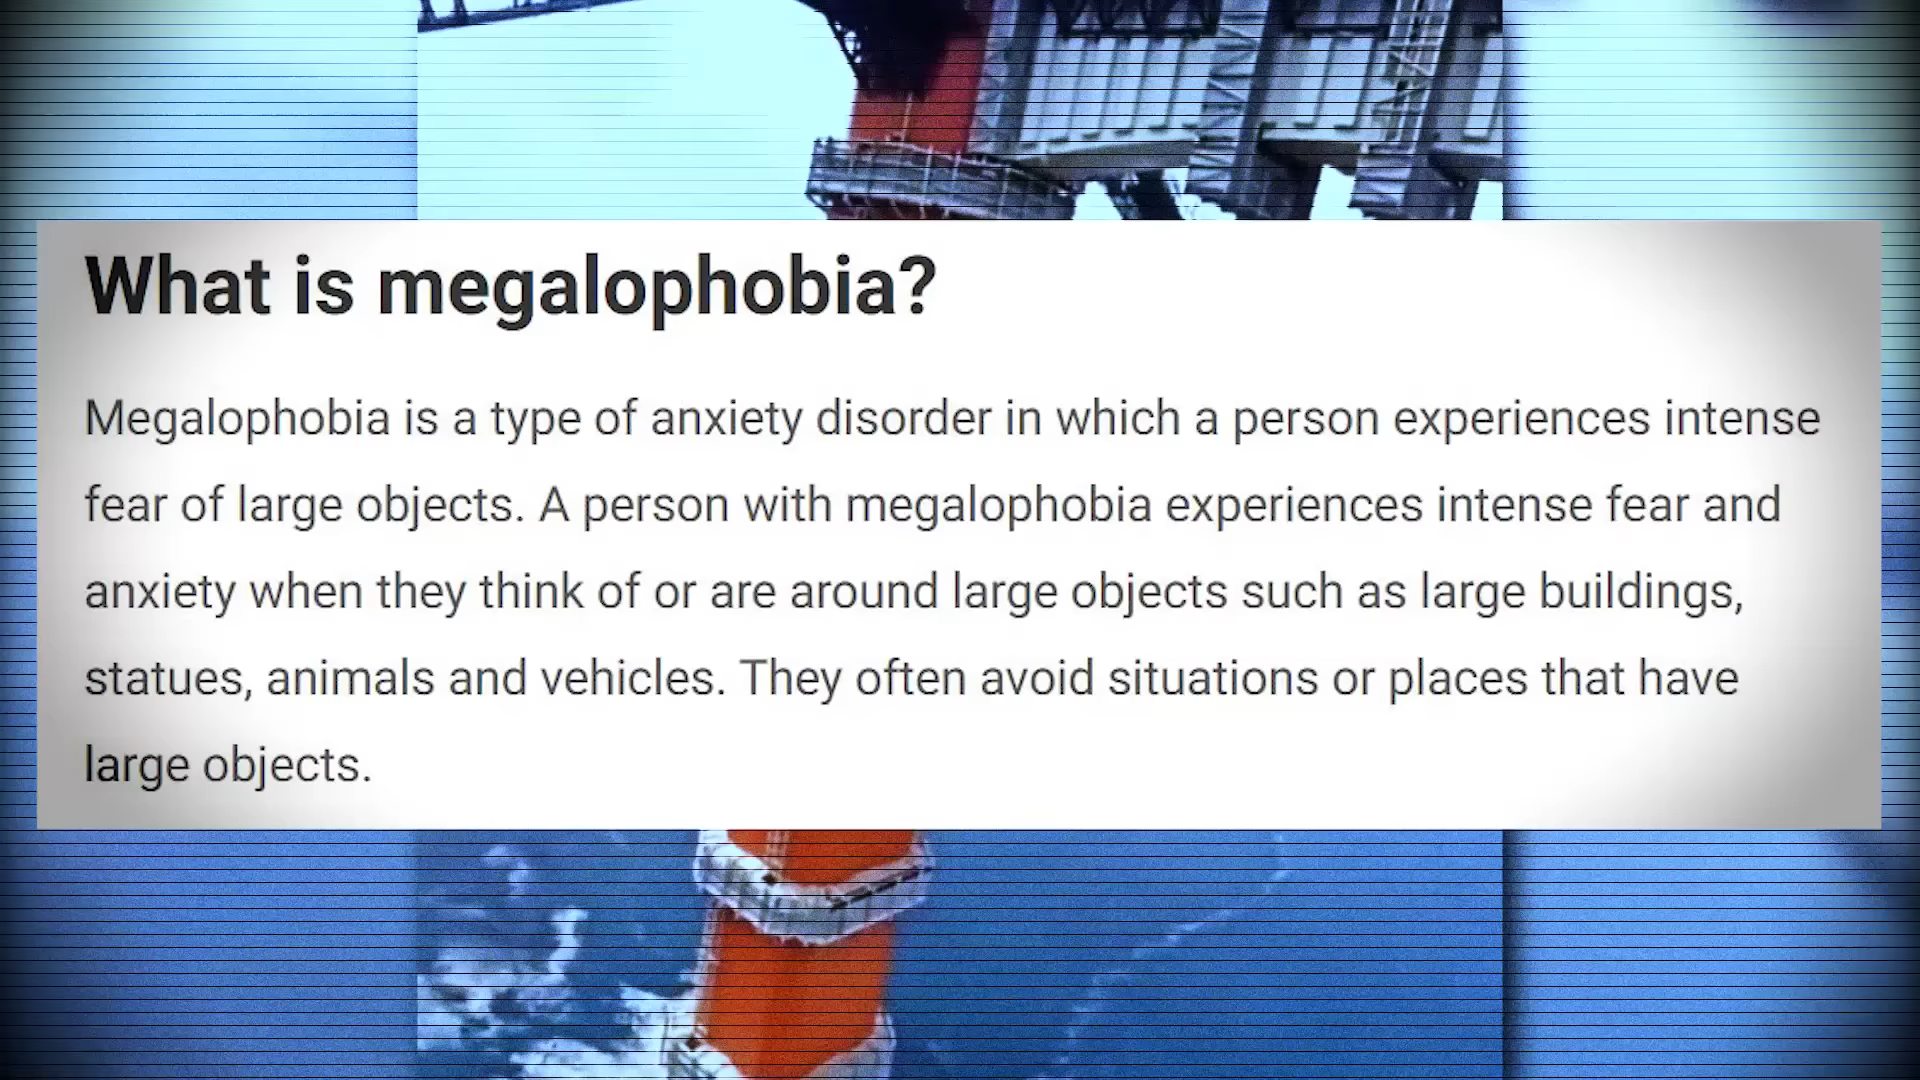 What is megalophobia?
Megalophobia is a type of anxiety disorder in which a person experiences intense
fear of large objects. A person with megalophobia experiences intense fear and
anxiety when they think of or are around large objects such as large buildings,
statues, animals and vehicles. They often avoid situations or places that have
large objects.